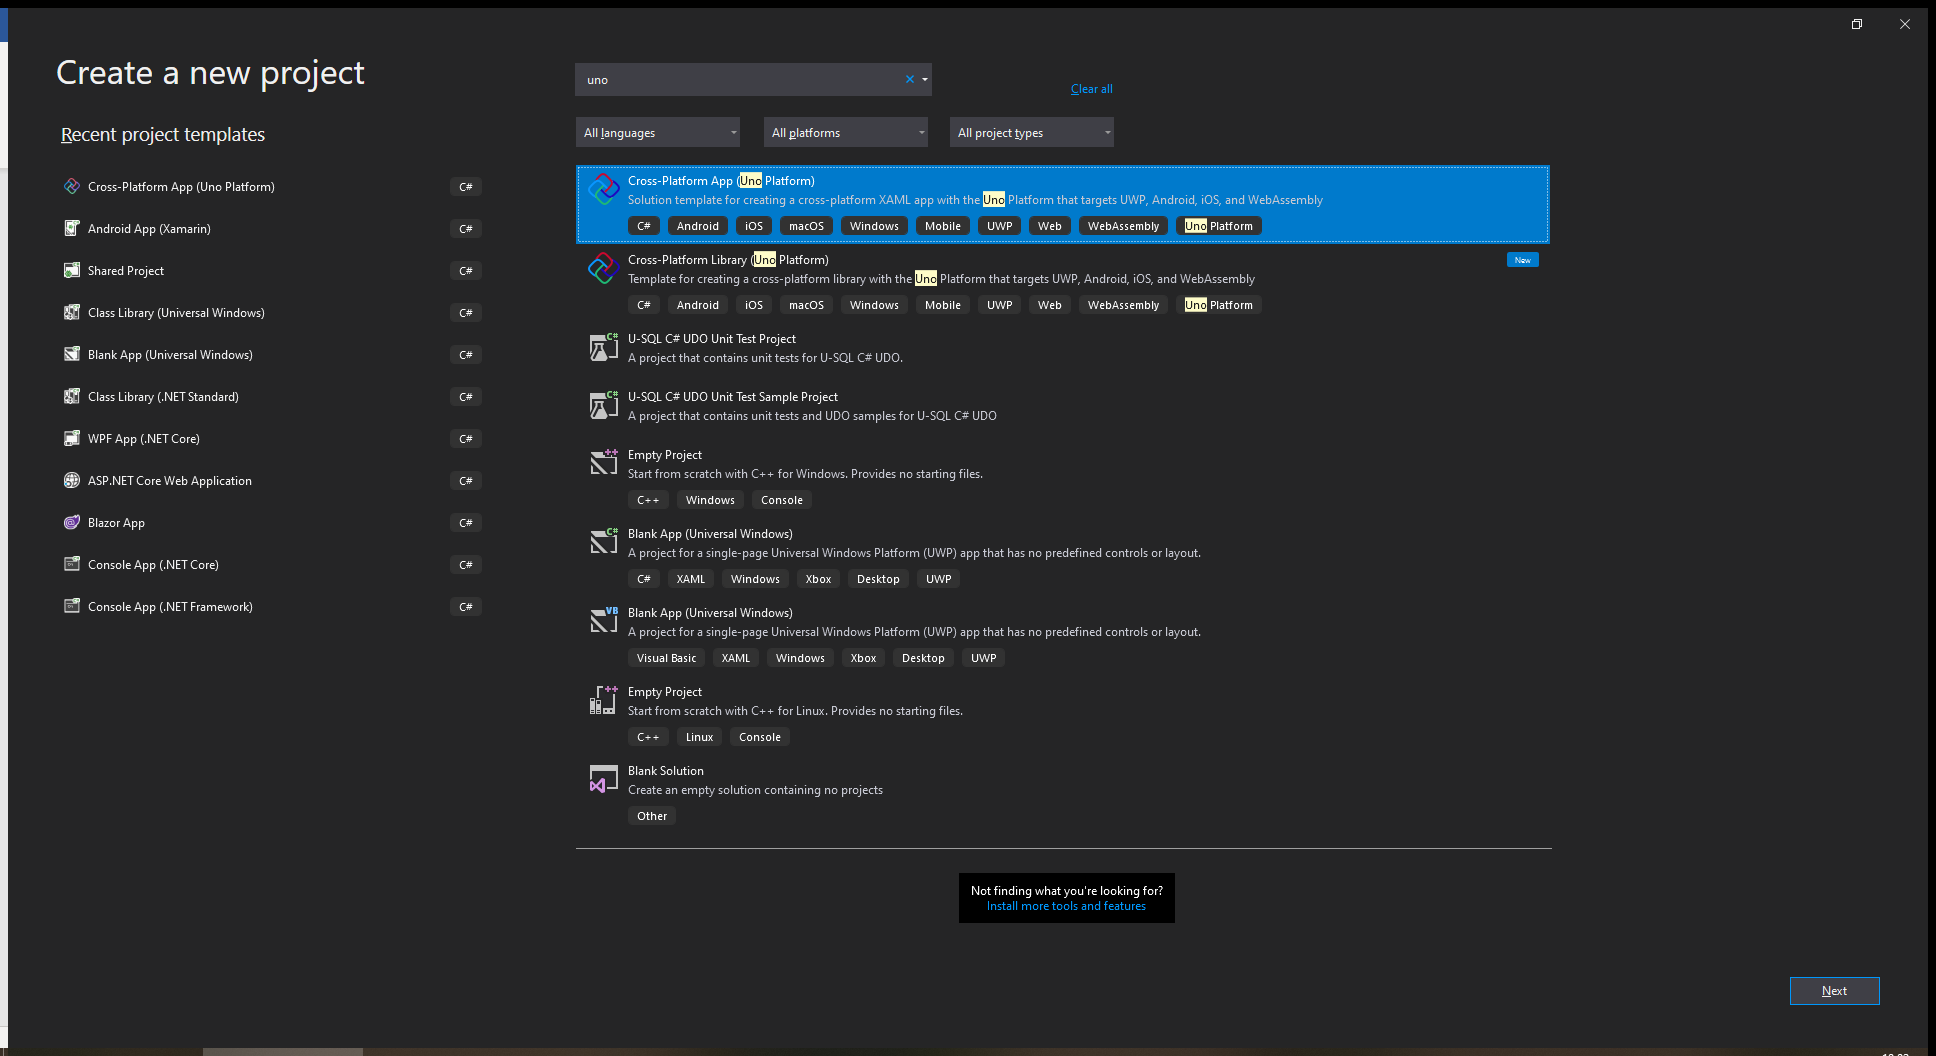 Create a new project
Recent project templates
Cross-Platform App (Uno Platform) C#
Android App (Xamarin) C#
Shared Project C#
Class Library (Universal Windows) C#
Blank App (Universal Windows) C#
Class Library (.NET Standard) C#
WPF App (.NET Core) C#
ASP.NET Core Web Application C#
Blazor App C#
Console App (.NET Core) C#
Console App (.NET Framework) C#
uno
Clear all
All languages All platforms All project types
Cross-Platform App (Uno Platform)
Solution template for creating a cross-platform XAML app with the Uno Platform that targets UWP, Android, iOS, and WebAssembly
C# Android iOS macOS Windows Mobile UWP Web WebAssembly Uno Platform
Cross-Platform Library (Uno Platform) New
Template for creating a cross-platform library with the Uno Platform that targets UWP, Android, iOS, and WebAssembly
C# Android iOS macOS Windows Mobile UWP Web WebAssembly Uno Platform
C#
U-SQL C# UDO Unit Test Project
A project that contains unit tests for U-SQL C# UDO.
C#
U-SQL C# UDO Unit Test Sample Project
A project that contains unit tests and UDO samples for U-SQL C# UDO
++
Empty Project
Start from scratch with C++ for Windows. Provides no starting files.
C++ Windows Console
C#
Blank App (Universal Windows)
A project for a single-page Universal Windows Platform (UWP) app that has no predefined controls or layout.
C# XAML Windows Xbox Desktop UWP
VB
Blank App (Universal Windows)
A project for a single-page Universal Windows Platform (UWP) app that has no predefined controls or layout.
Visual Basic XAML Windows Xbox Desktop UWP
++
Empty Project
Start from scratch with C++ for Linux. Provides no starting files.
C++ Linux Console
Blank Solution
Create an empty solution containing no projects
Other
Not finding what you're looking for?
Install more tools and features
Next